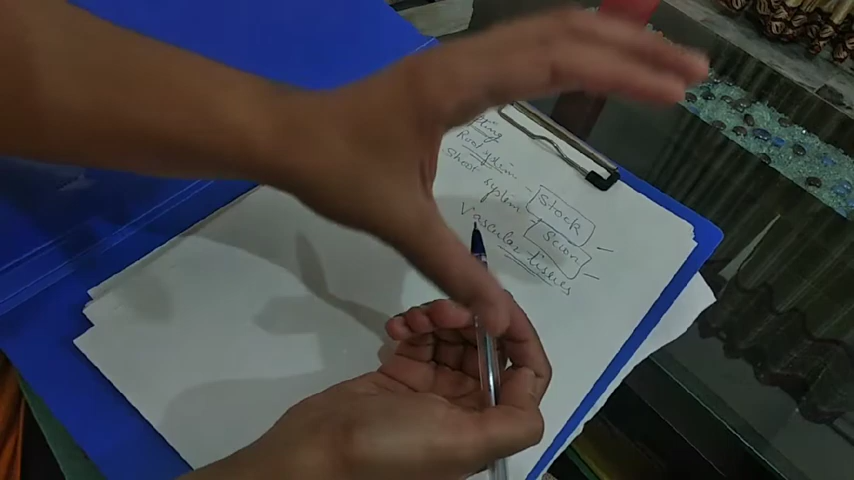 Root system
Shoot system
Stock
Vascular tissues
Scion